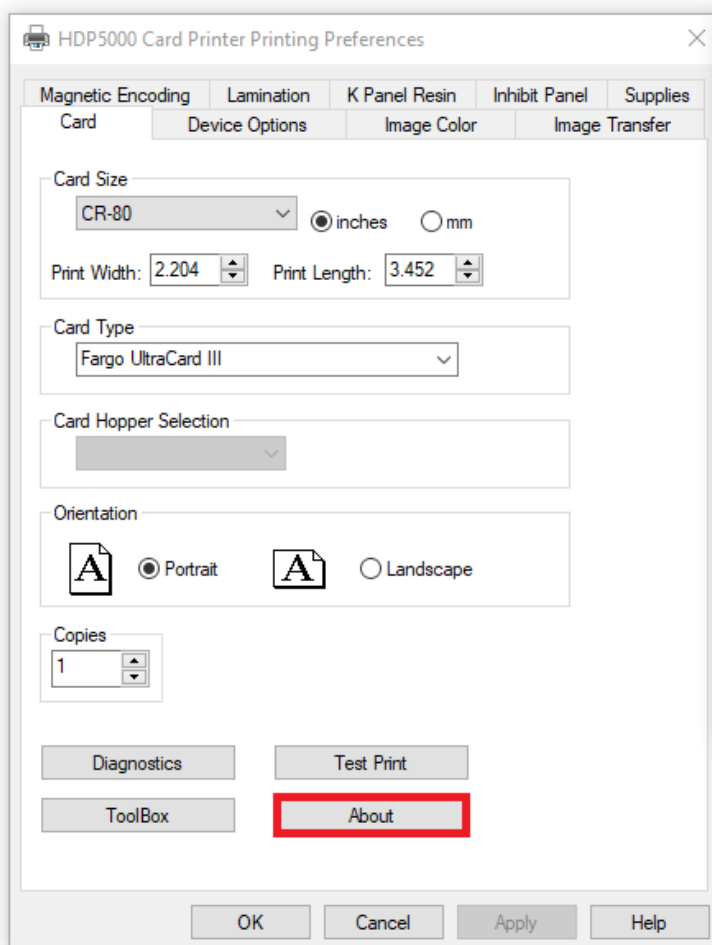 HDP5000 Card Printer Printing Preferences
Magnetic Encoding Lamination K Panel Resin Inhibit Panel Supplies
Card Device Options Image Color Image Transfer
Card Size
CR-80 inches mm
Print Width: 2.204 Print Length: 3.452
Card Type
Fargo UltraCard III
Card Hopper Selection
Orientation
A Portrait A Landscape
Copies
1
Diagnostics Test Print
ToolBox About
OK Cancel Apply Help